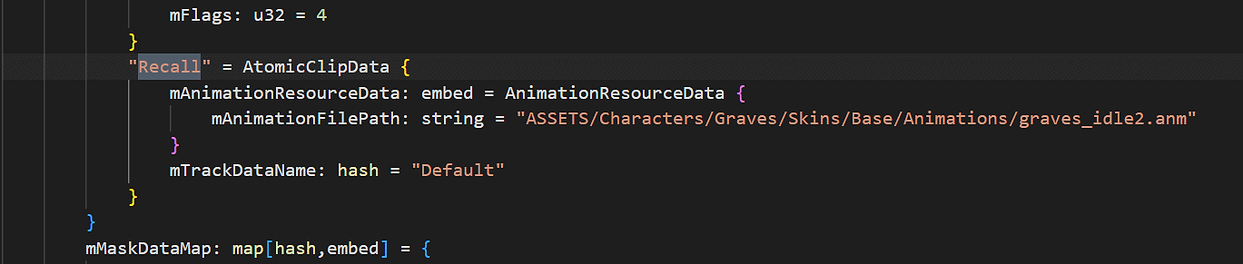 mFlags: u32 = 4
}
"Recall" = AtomicClipData {
mAnimationResourceData: embed = AnimationResourceData {
mAnimationFilePath: string = "ASSETS/Characters/Graves/Skins/Base/Animations/graves_idle2.anm"
}
mTrackDataName: hash = "Default"
}
}
mMaskDataMap: map[hash,embed] = {